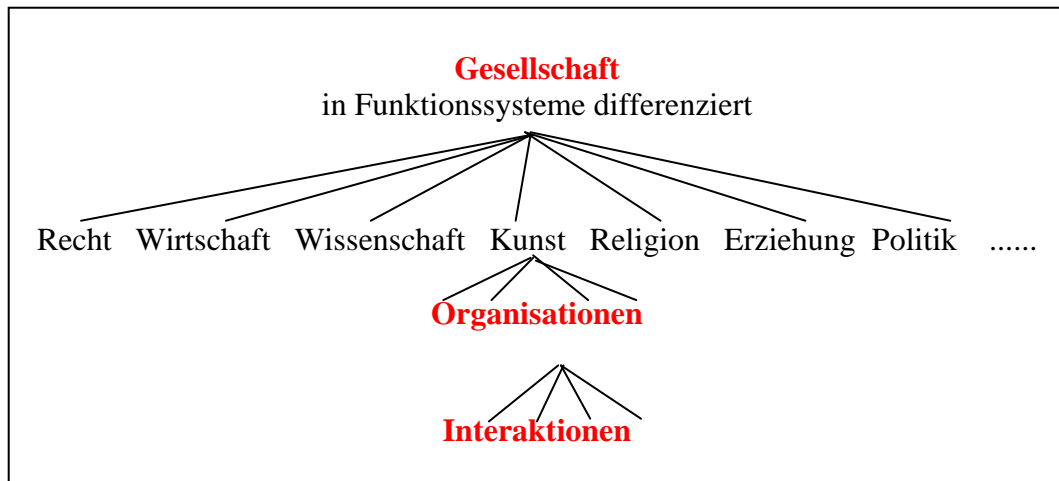 Gesellschaft
in Funktionssysteme differenziert
Recht Wirtschaft Wissenschaft Kunst Religion Erziehung Politik ......
Organisationen
Interaktionen